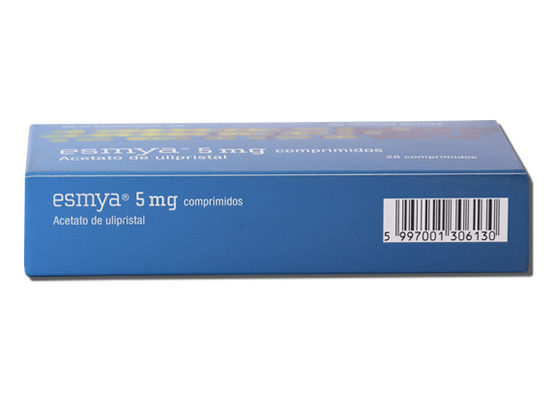 esmya® 5 mg comprimidos
Acetato de ulipristal
28 comprimidos
esmya® 5 mg comprimidos
Acetato de ulipristal
5 997001 306130